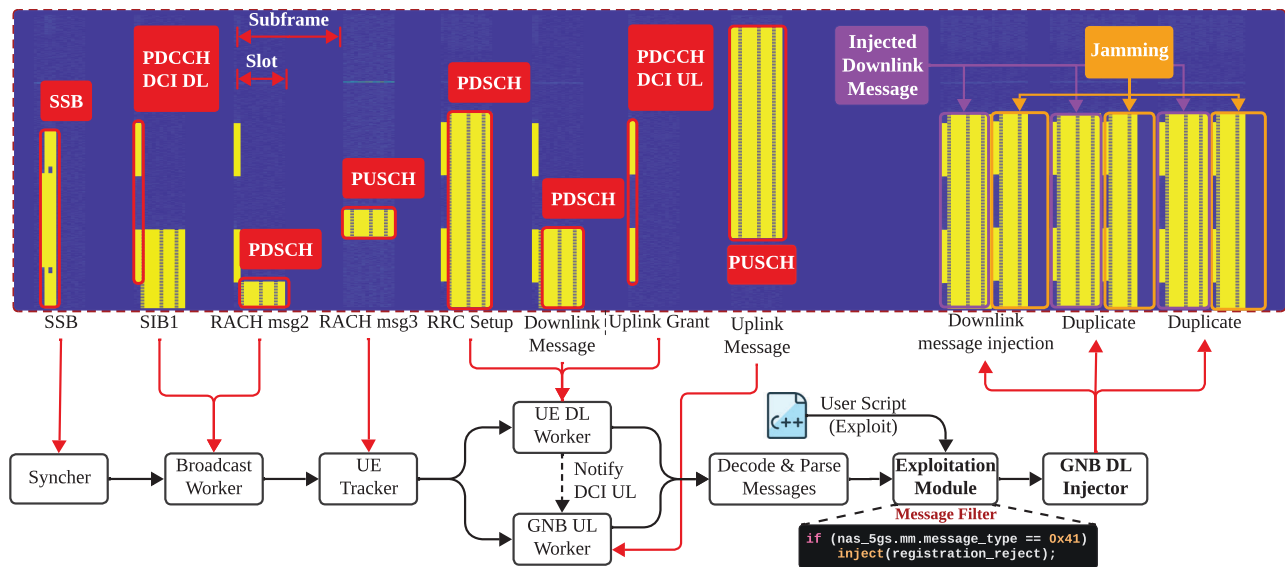 Subframe
Slot
SSB
PDCCH
DCI DL
PDSCH
PUSCH
PDSCH
PDSCH
PDCCH
DCI UL
PUSCH
Injected
Downlink
Message
Jamming
SSB
SIB1
RACH msg2
RACH msg3
RRC Setup
Downlink
Message
Uplink Grant
Uplink
Message
Downlink
message injection
Duplicate
Duplicate
Syncher
Broadcast
Worker
UE
Tracker
UE DL
Worker
Notify
DCI UL
GNB UL
Worker
Decode & Parse
Messages
C++
User Script
(Exploit)
Exploitation
Module
GNB DL
Injector
Message Filter
if (nas_5gs.mm.message_type == 0x41)
inject(registration_reject);